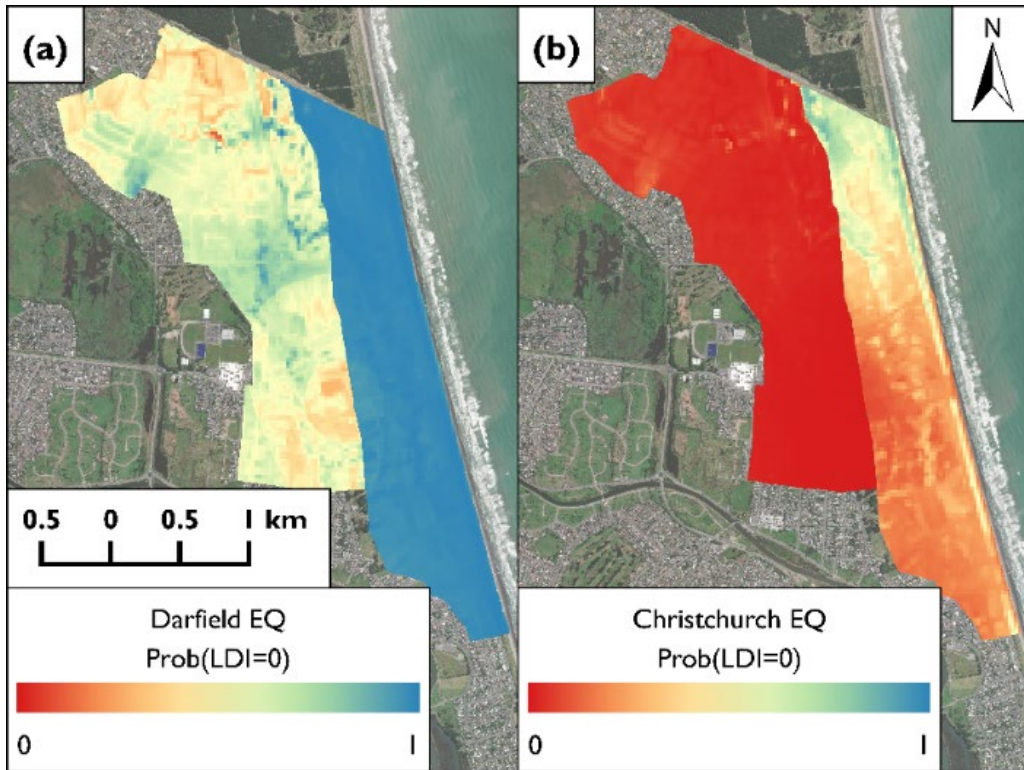 (a)
(b)
N
0.5 0 0.5 1 km
Darfield EQ
Prob(LDI=0)
0 1
Christchurch EQ
Prob(LDI=0)
0 1